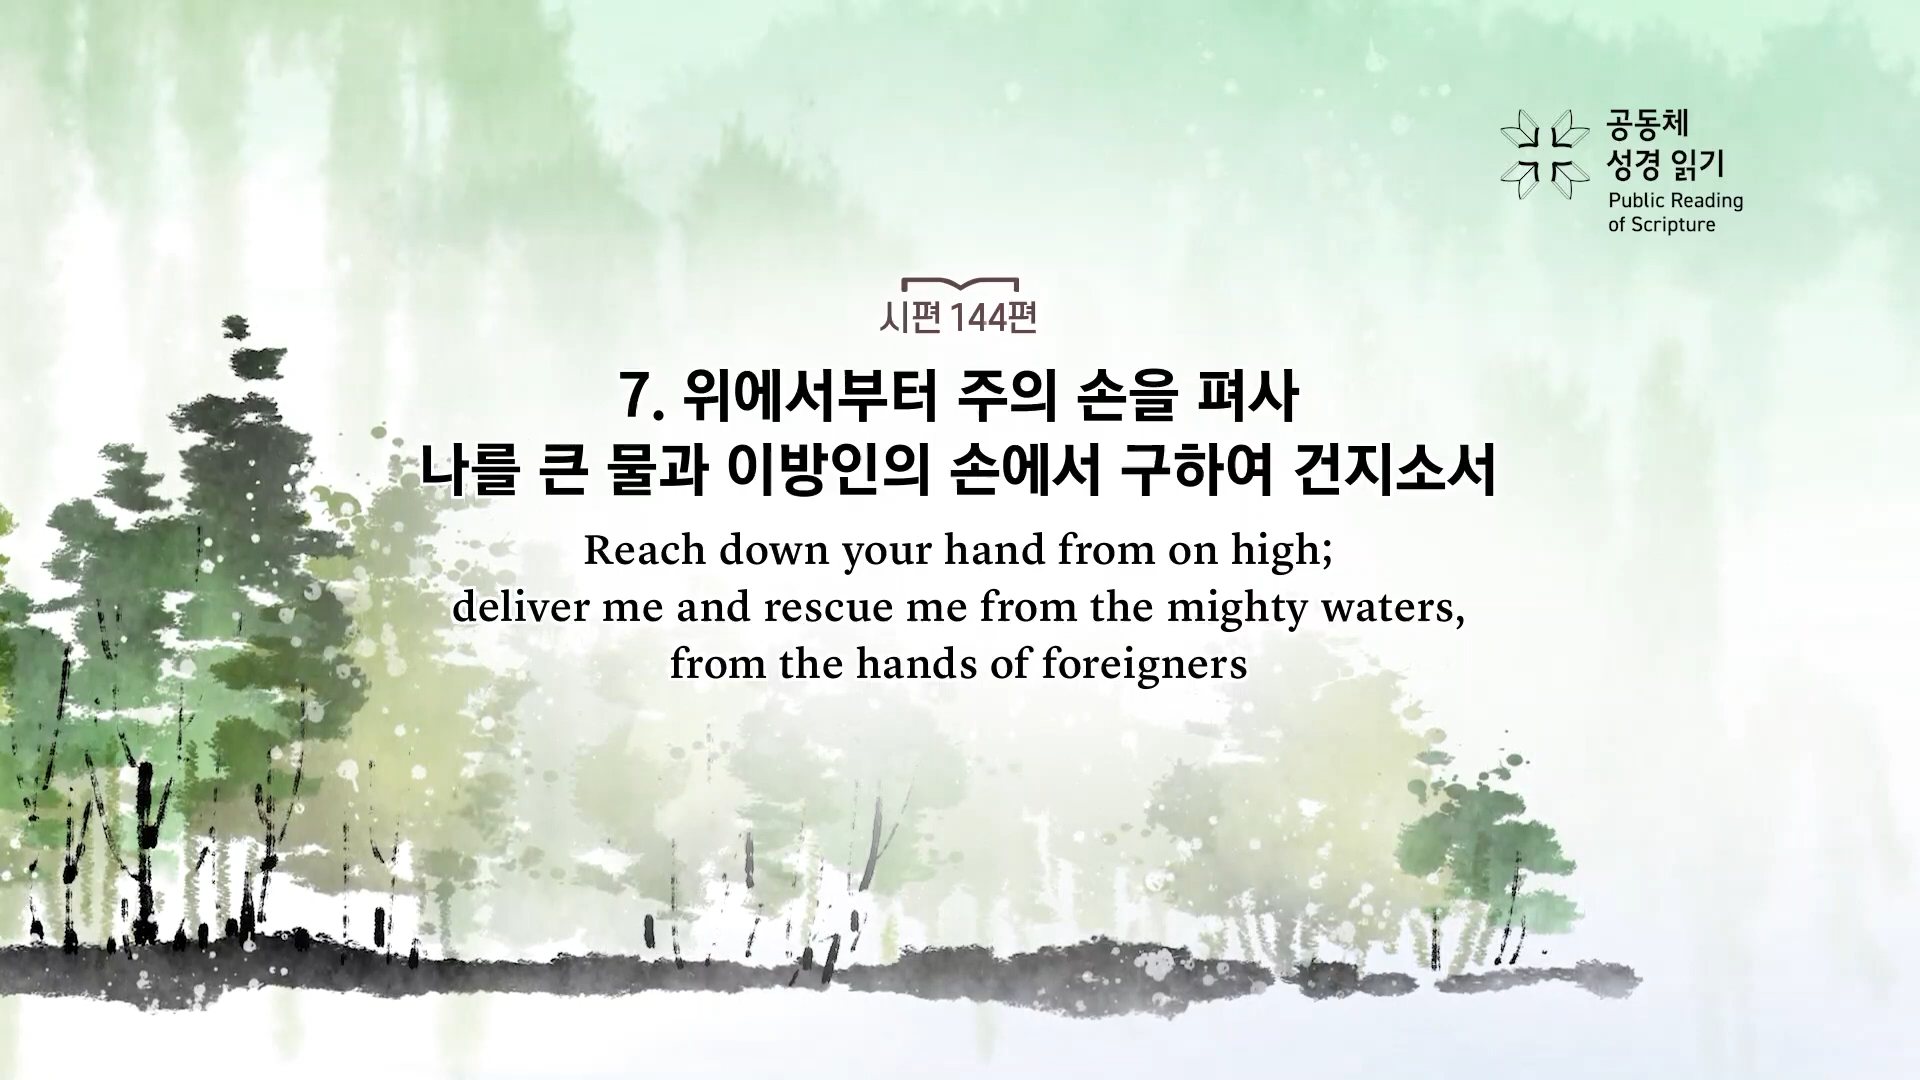 공동체
성경 읽기
Public Reading
of Scripture
시편 144편
7. 위에서부터 주의 손을 펴사
나를 큰 물과 이방인의 손에서 구하여 건지소서
Reach down your hand from on high;
deliver me and rescue me from the mighty waters,
from the hands of foreigners